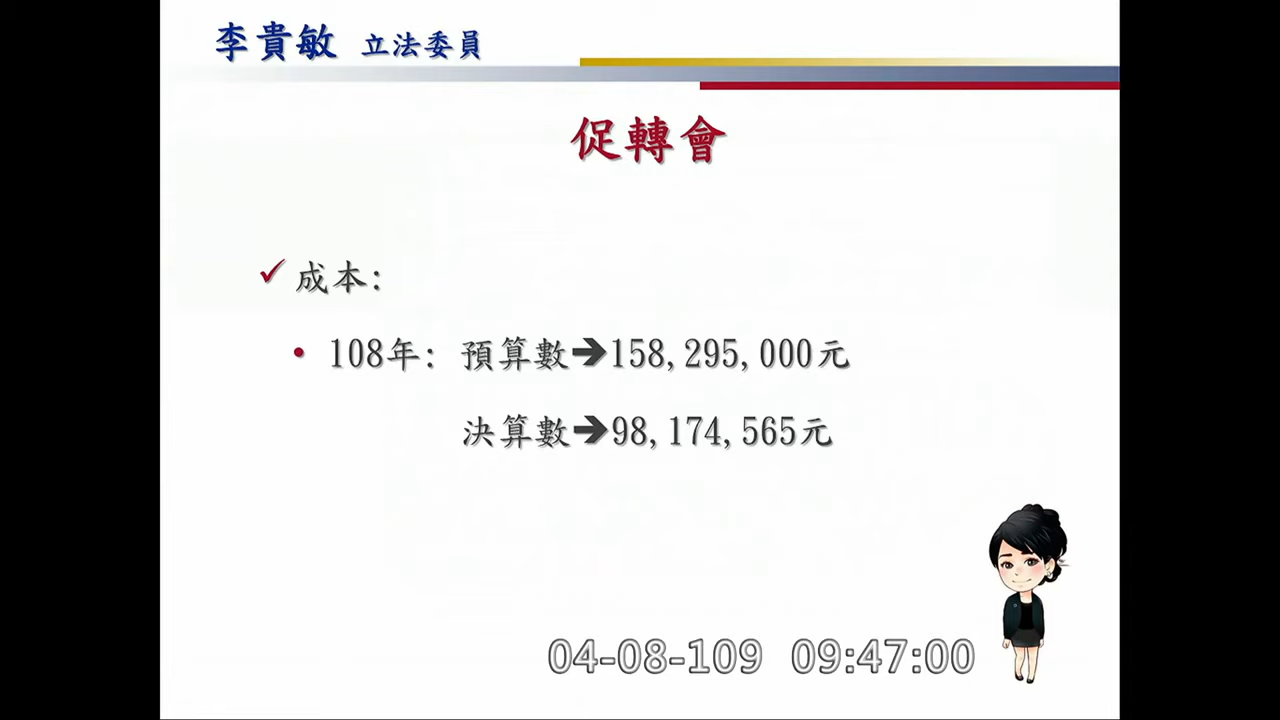 李貴敏 立法委員
促轉會
✓成本:
• 108年: 預算數➔158,295,000元
決算數➔98,174,565元
04-08-109 09:47:00